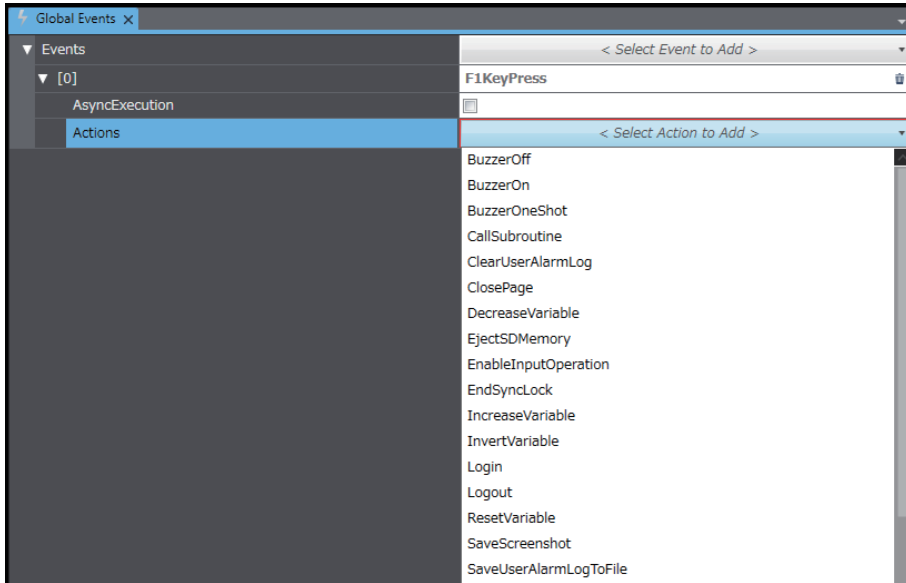 Global Events
Events < Select Event to Add >
[0] F1KeyPress
AsyncExecution
Actions < Select Action to Add >
BuzzerOff
BuzzerOn
BuzzerOneShot
CallSubroutine
ClearUserAlarmLog
ClosePage
DecreaseVariable
EjectSDMemory
EnableInputOperation
EndSyncLock
IncreaseVariable
InvertVariable
Login
Logout
ResetVariable
SaveScreenshot
SaveUserAlarmLogToFile